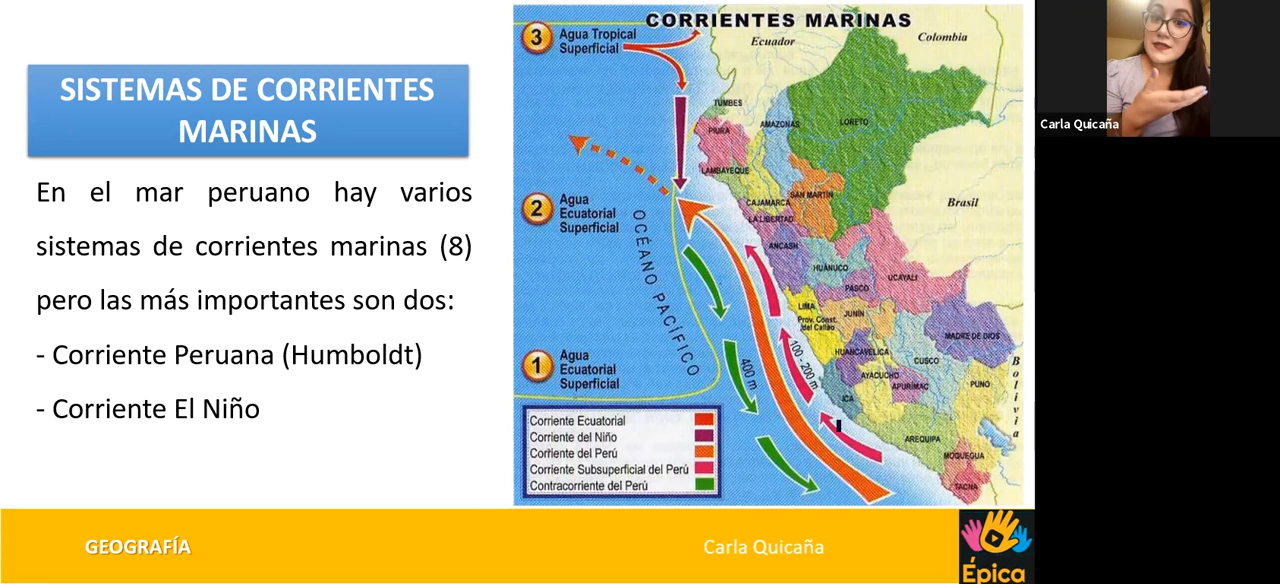 SISTEMAS DE CORRIENTES
MARINAS
En el mar peruano hay varios
sistemas de corrientes marinas (8)
pero las más importantes son dos:
- Corriente Peruana (Humboldt)
- Corriente El Niño
CORRIENTES MARINAS
3
Agua Tropical
Superficial
Ecuador
Colombia
TUMBES
PIURA
AMAZONAS
LORETO
LAMBAYEQUE
CAJAMARCA
SAN MARTÍN
Brasil
2
Agua
Ecuatorial
Superficial
LA LIBERTAD
OCÉANO PACÍFICO
ANCASH
HUÁNUCO
UCAYALI
PASCO
LIMA
Prov. Const.
del Callao
JUNÍN
MADRE DE DIOS
1
Agua
Ecuatorial
Superficial
400 m
100 - 200 m
HUANCAVELICA
CUSCO
AYACUCHO
APURÍMAC
PUNO
Bolivia
ICA
AREQUIPA
MOQUEGUA
TACNA
Corriente Ecuatorial
Corriente del Niño
Corfiente del Perú
Corriente Subsuperficial del Perú
Contracorriente del Perú
GEOGRAFÍA
Carla Quicaña
Épica
Carla Quicaña